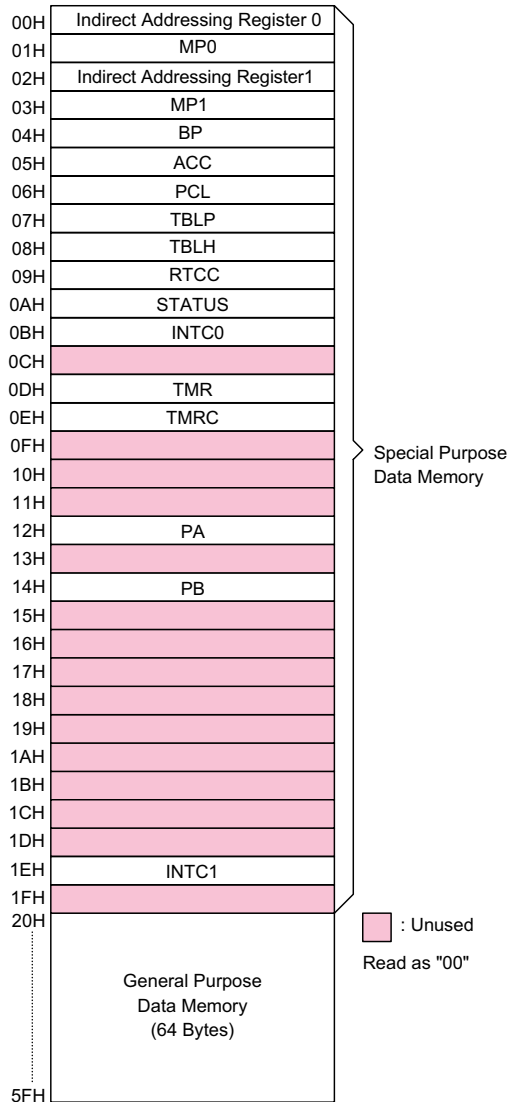 00H Indirect Addressing Register 0
01H MP0
02H Indirect Addressing Register1
03H MP1
04H BP
05H ACC
06H PCL
07H TBLP
08H TBLH
09H RTCC
0AH STATUS
0BH INTC0
0CH
0DH TMR
0EH TMRC
0FH
10H
11H
12H PA
13H
14H PB
15H
16H
17H
18H
19H
1AH
1BH
1CH
1DH
1EH INTC1
1FH
20H
General Purpose
Data Memory
(64 Bytes)
5FH
Special Purpose
Data Memory
: Unused
Read as "00"